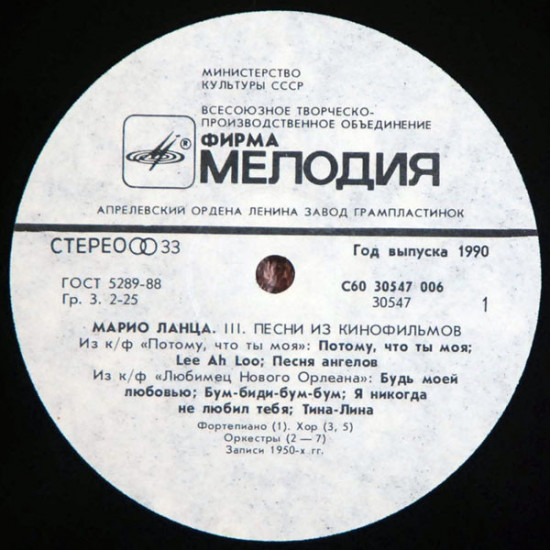 МИНИСТЕРСТВО
КУЛЬТУРЫ СССР
ВСЕСОЮЗНОЕ ТВОРЧЕСКО-
ПРОИЗВОДСТВЕННОЕ ОБЪЕДИНЕНИЕ
®
ФИРМА
МЕЛОДИЯ
АПРЕЛЕВСКИЙ ОРДЕНА ЛЕНИНА ЗАВОД ГРАМПЛАСТИНОК
СТЕРЕО 33
Год выпуска 1990
ГОСТ 5289-88
С60 30547 006
Гр. 3. 2-25
30547
1
МАРИО ЛАНЦА. III. ПЕСНИ ИЗ КИНОФИЛЬМОВ
Из к/ф «Потому, что ты моя»: Потому, что ты моя;
Lee Ah Loo; Песня ангелов
Из к/ф «Любимец Нового Орлеана»: Будь моей
любовью; Бум-биди-бум-бум; Я никогда
не любил тебя; Тина-Лина
Фортепиано (1). Хор (3, 5)
Оркестры (2 — 7)
Записи 1950-х гг.